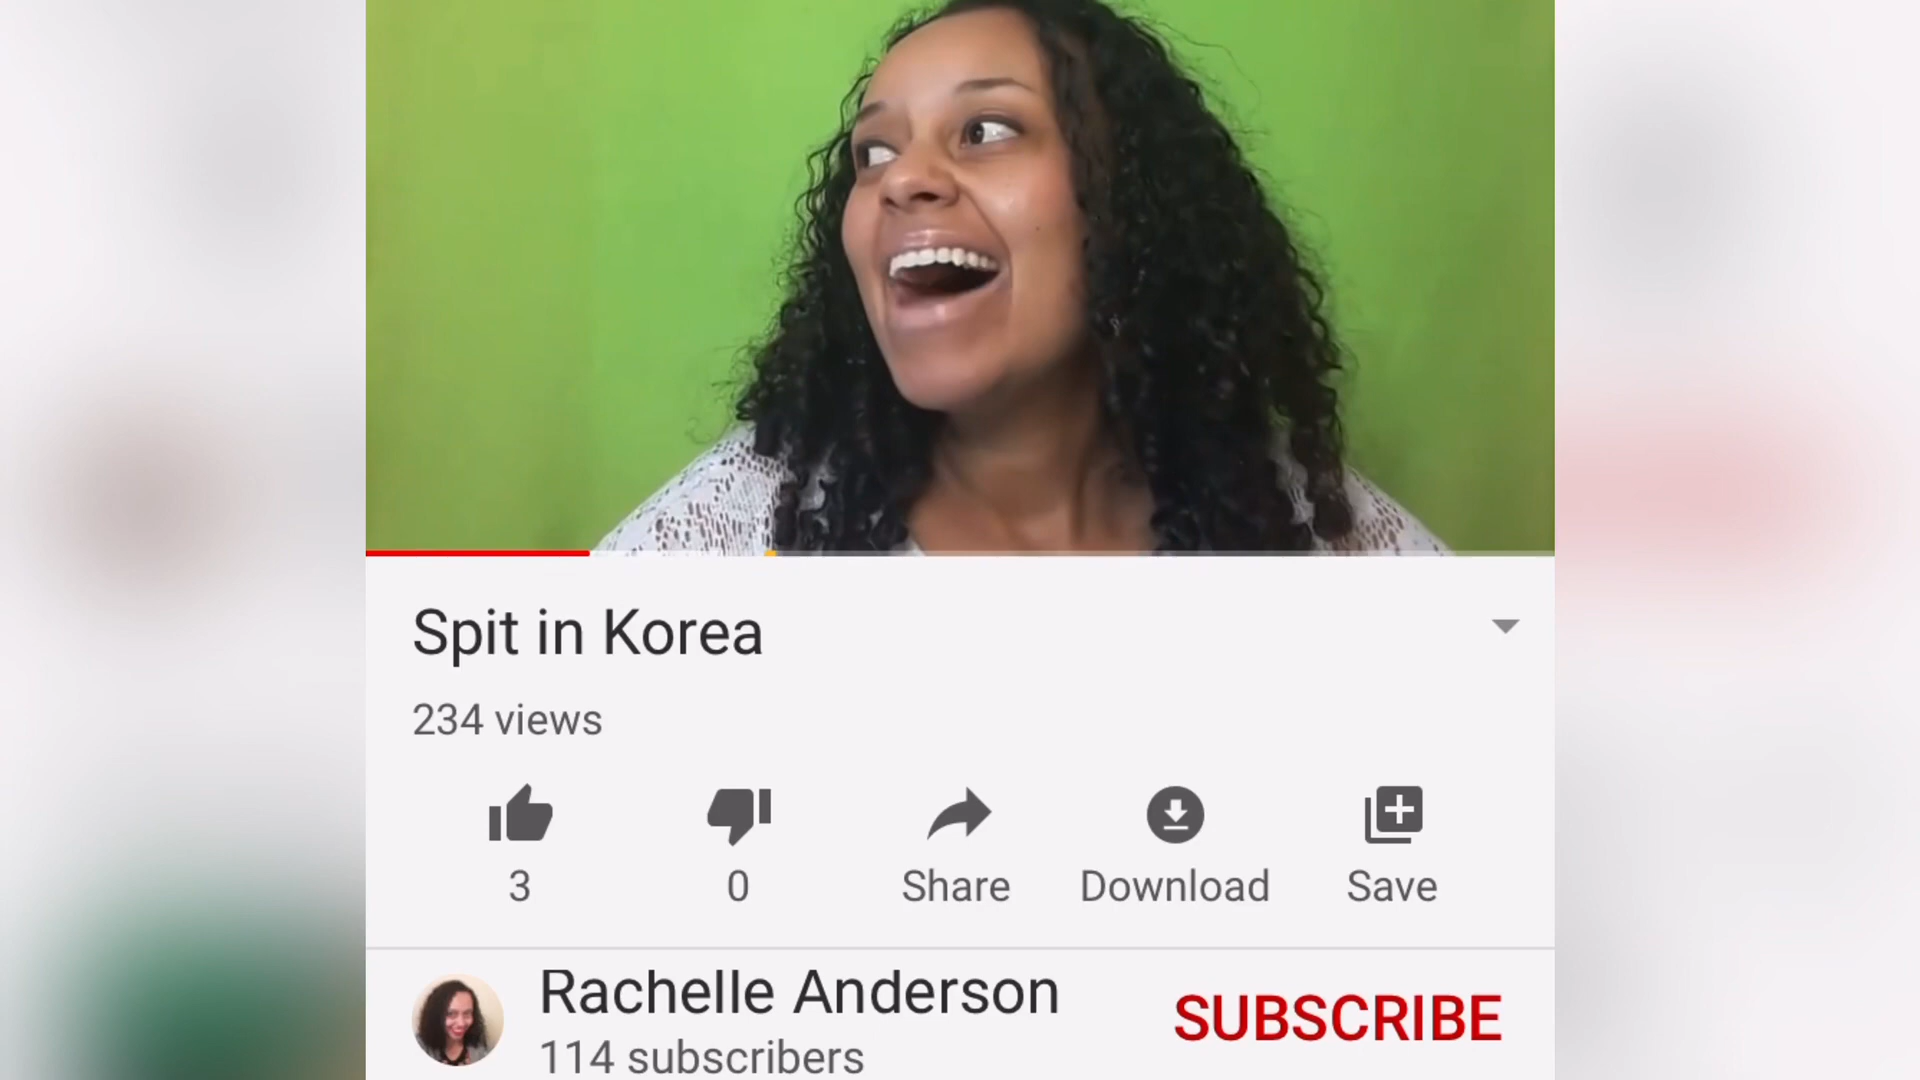 Spit in Korea
234 views
3
0
Share
Download
Save
Rachelle Anderson
SUBSCRIBE
114 subscribers